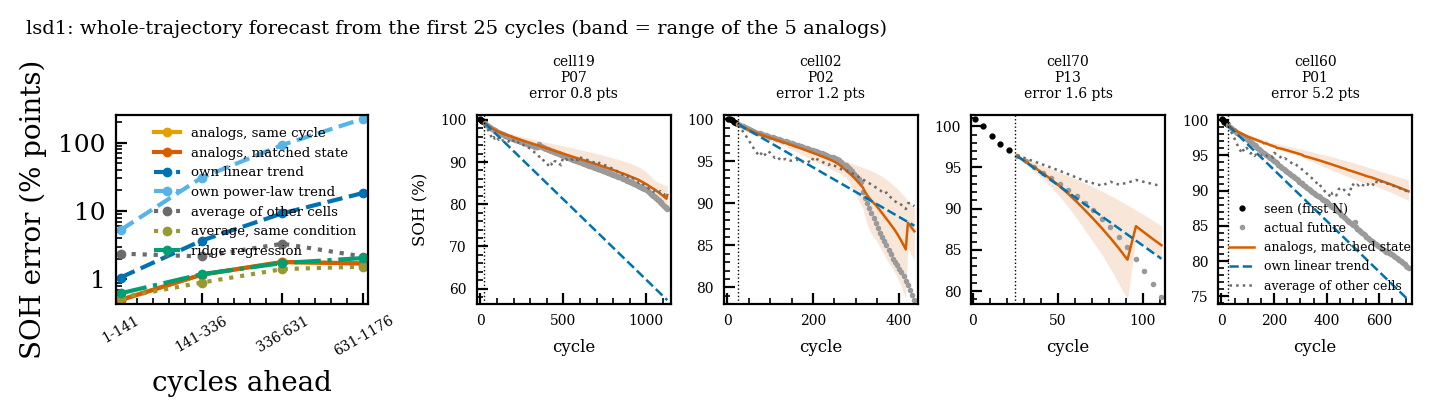 lsd1: whole-trajectory forecast from the first 25 cycles (band = range of the 5 analogs)
SOH error (% points)
100
10
1
analogs, same cycle
analogs, matched state
own linear trend
own power-law trend
average of other cells
average, same condition
ridge regression
1-141
141-336
336-631
631-1176
cycles ahead
cell19
P07
error 0.8 pts
SOH (%)
100
90
80
70
60
0
500
1000
cycle
cell02
P02
error 1.2 pts
100
95
90
85
80
0
200
400
cycle
cell70
P13
error 1.6 pts
100
95
90
85
80
0
50
100
cycle
cell60
P01
error 5.2 pts
100
95
90
85
80
75
seen (first N)
actual future
analogs, matched state
own linear trend
average of other cells
0
200
400
600
cycle